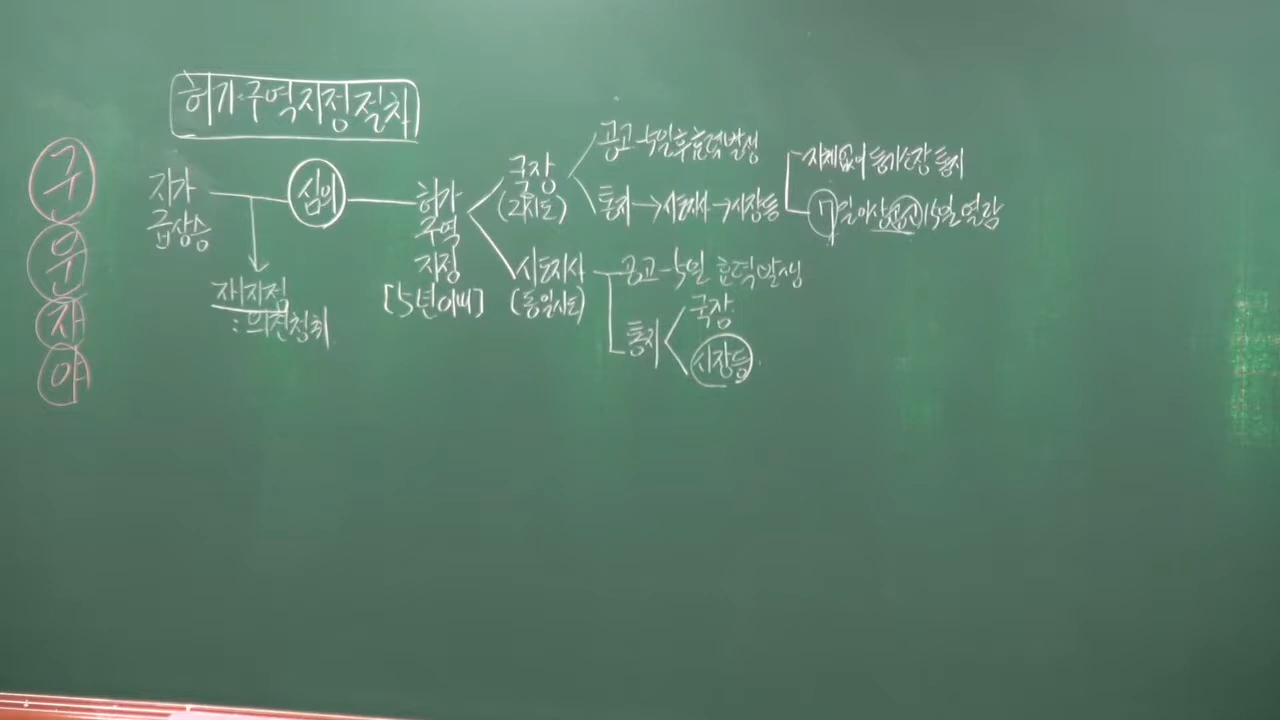 허가구역지정절차
구
우
자
야
지가
급상승
심의
재지정
: 의견청취
허가
구역
지정
[5년이내]
국장
(2시도)
공고 5일후 효력발생
통지 → 시도지사 → 시장등
지체없이 등기소장 통지
7일이상 공고 15일 열람
시도지사
(동일시도)
공고 5일 효력발생
통지
국장
시장등